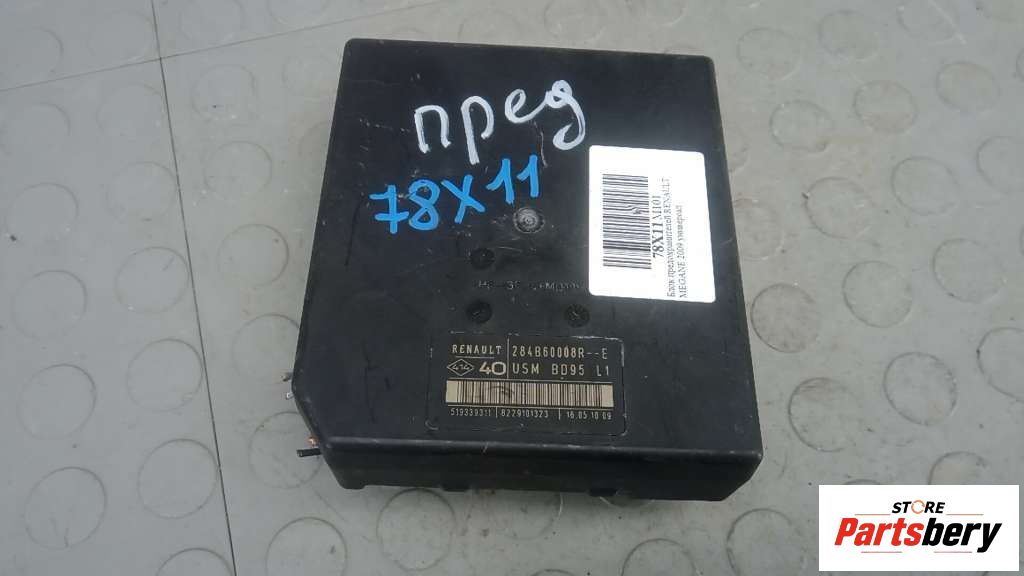 пред
78X11
78X11AL01
Блок предохранителей RENAULT
MEGANE 2009 универсал
RENAULT 284B60008R--E
40 USM BD95 L1
519339311 8229101323 16.05.10 09
STORE
Partsbery